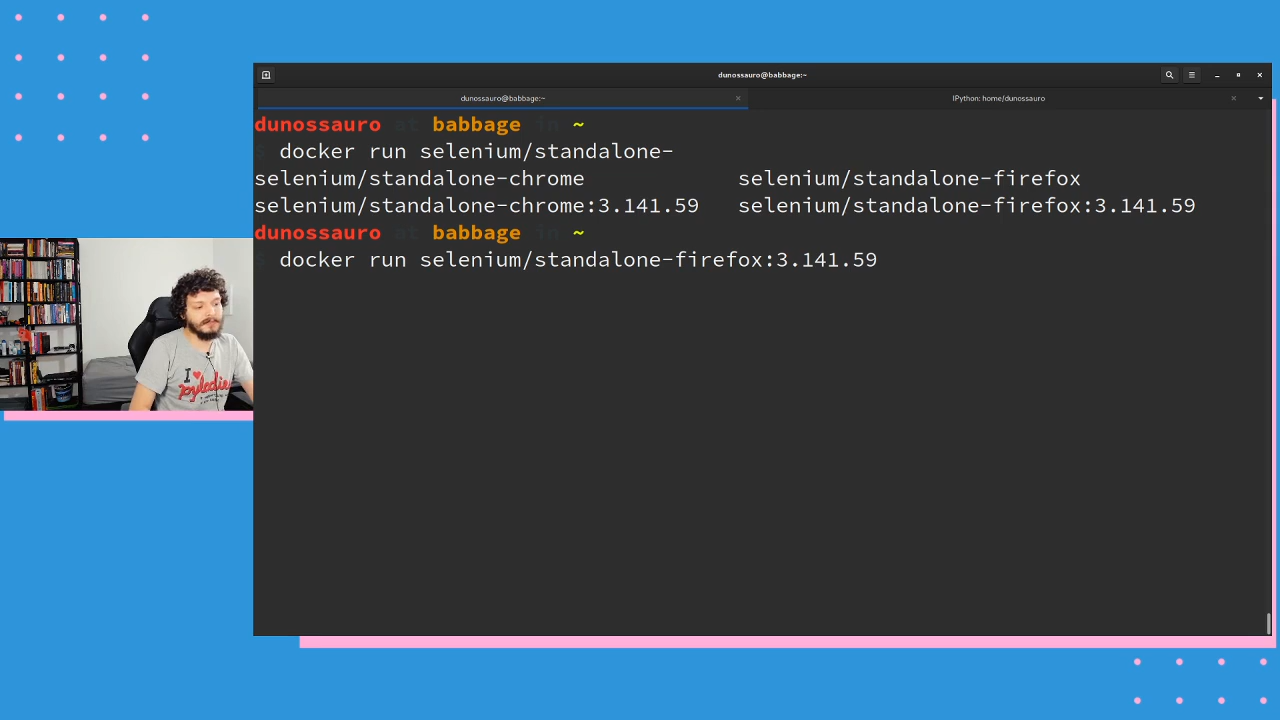 dunossauro@babbage:~
dunossauro@babbage:~
IPython: home/dunossauro
dunossauro at babbage in ~
$ docker run selenium/standalone-
selenium/standalone-chrome selenium/standalone-firefox
selenium/standalone-chrome:3.141.59 selenium/standalone-firefox:3.141.59
dunossauro at babbage in ~
$ docker run selenium/standalone-firefox:3.141.59
I
pyladies